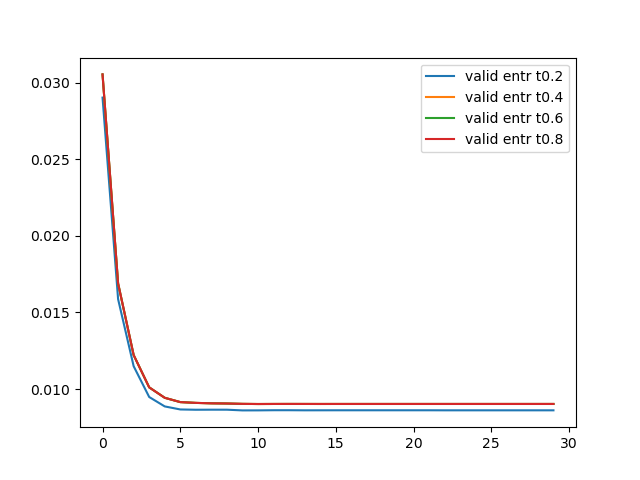 valid entr t0.2
valid entr t0.4
valid entr t0.6
valid entr t0.8
0.030
0.025
0.020
0.015
0.010
0 5 10 15 20 25 30